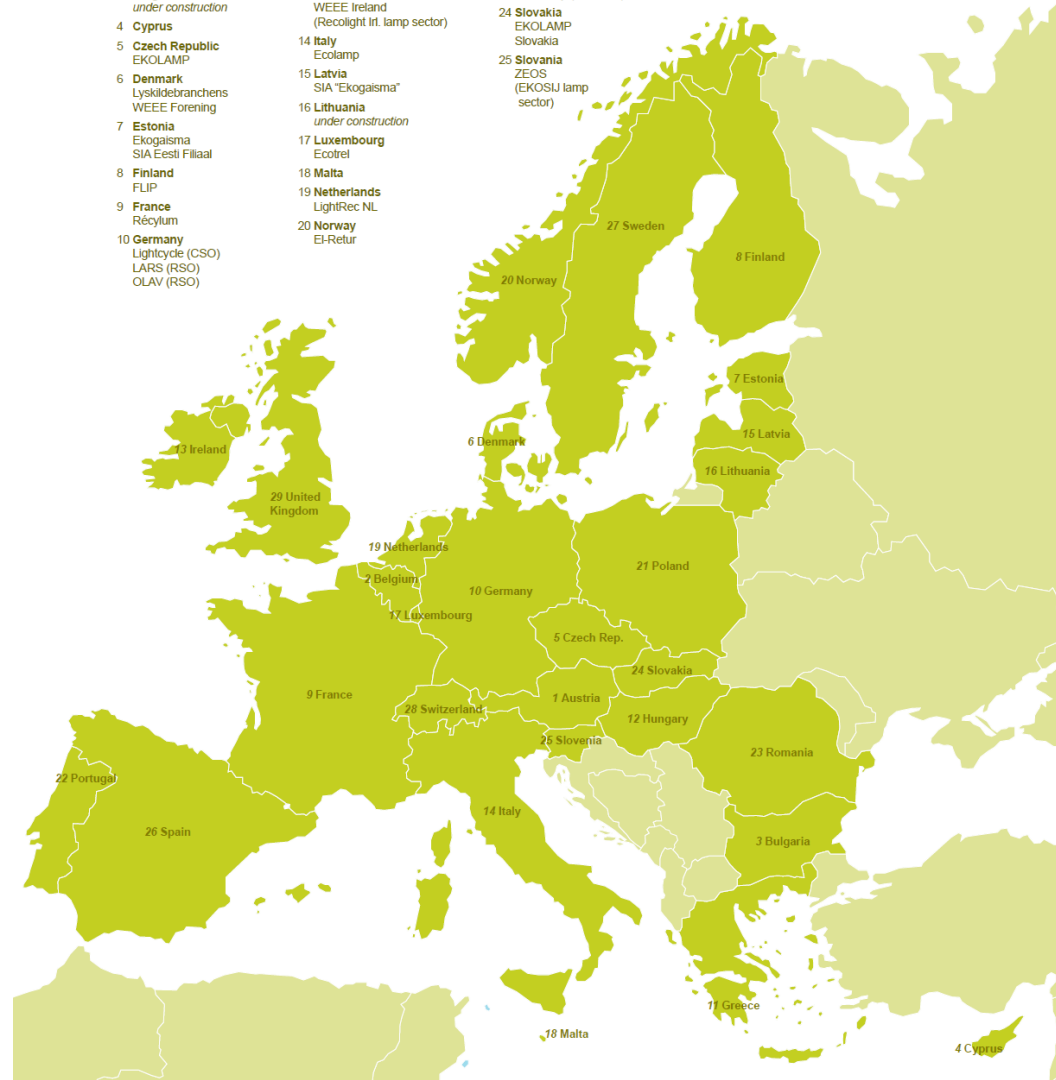 under construction
4 Cyprus
5 Czech Republic
EKOLAMP
6 Denmark
Lyskildebranchens
WEEE Forening
7 Estonia
Ekogaisma
SIA Eesti Filiaal
8 Finland
FLIP
9 France
Récylum
10 Germany
Lightcycle (CSO)
LARS (RSO)
OLAV (RSO)
WEEE Ireland
(Recolight Irl. lamp sector)
14 Italy
Ecolamp
15 Latvia
SIA "Ekogaisma"
16 Lithuania
under construction
17 Luxembourg
Ecotrel
18 Malta
19 Netherlands
LightRec NL
20 Norway
El-Retur
24 Slovakia
EKOLAMP
Slovakia
25 Slovania
ZEOS
(EKOSIJ lamp
sector)
27 Sweden
8 Finland
20 Norway
7 Estonia
15 Latvia
6 Denmark
13 Ireland
16 Lithuania
29 United
Kingdom
19 Netherlands
21 Poland
2 Belgium
10 Germany
17 Luxembourg
5 Czech Rep.
24 Slovakia
9 France
1 Austria
28 Switzerland
12 Hungary
25 Slovenia
23 Romania
22 Portugal
14 Italy
26 Spain
3 Bulgaria
11 Greece
18 Malta
4 Cyprus